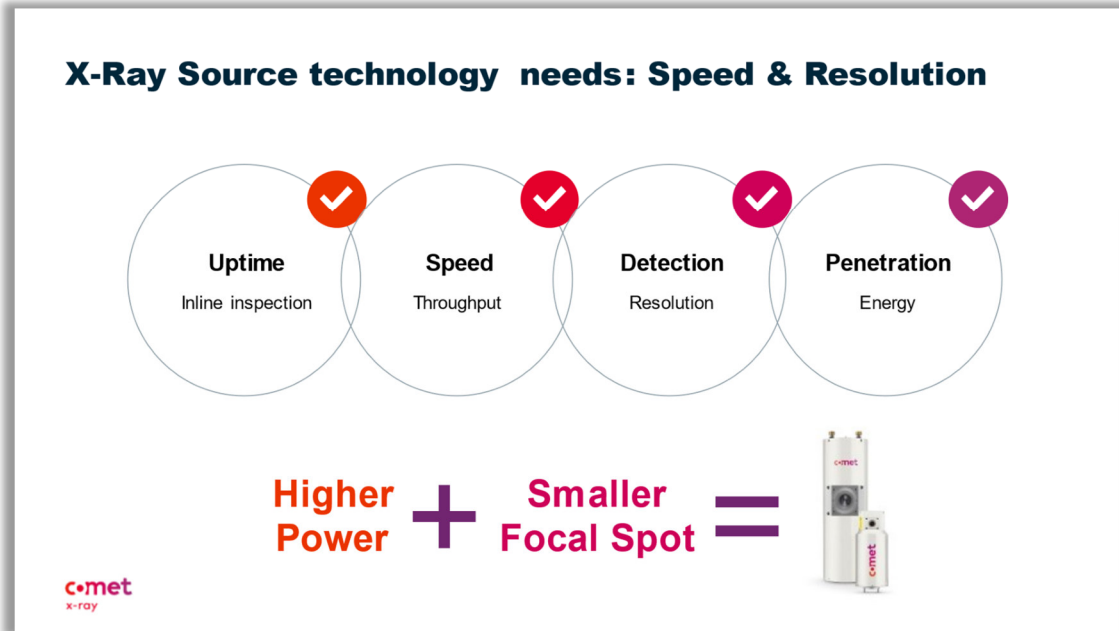 X-Ray Source technology needs: Speed & Resolution
Uptime
Inline inspection
Speed
Throughput
Detection
Resolution
Penetration
Energy
Higher
Power
+
Smaller
Focal Spot
=
comet
comet
comet
x-ray